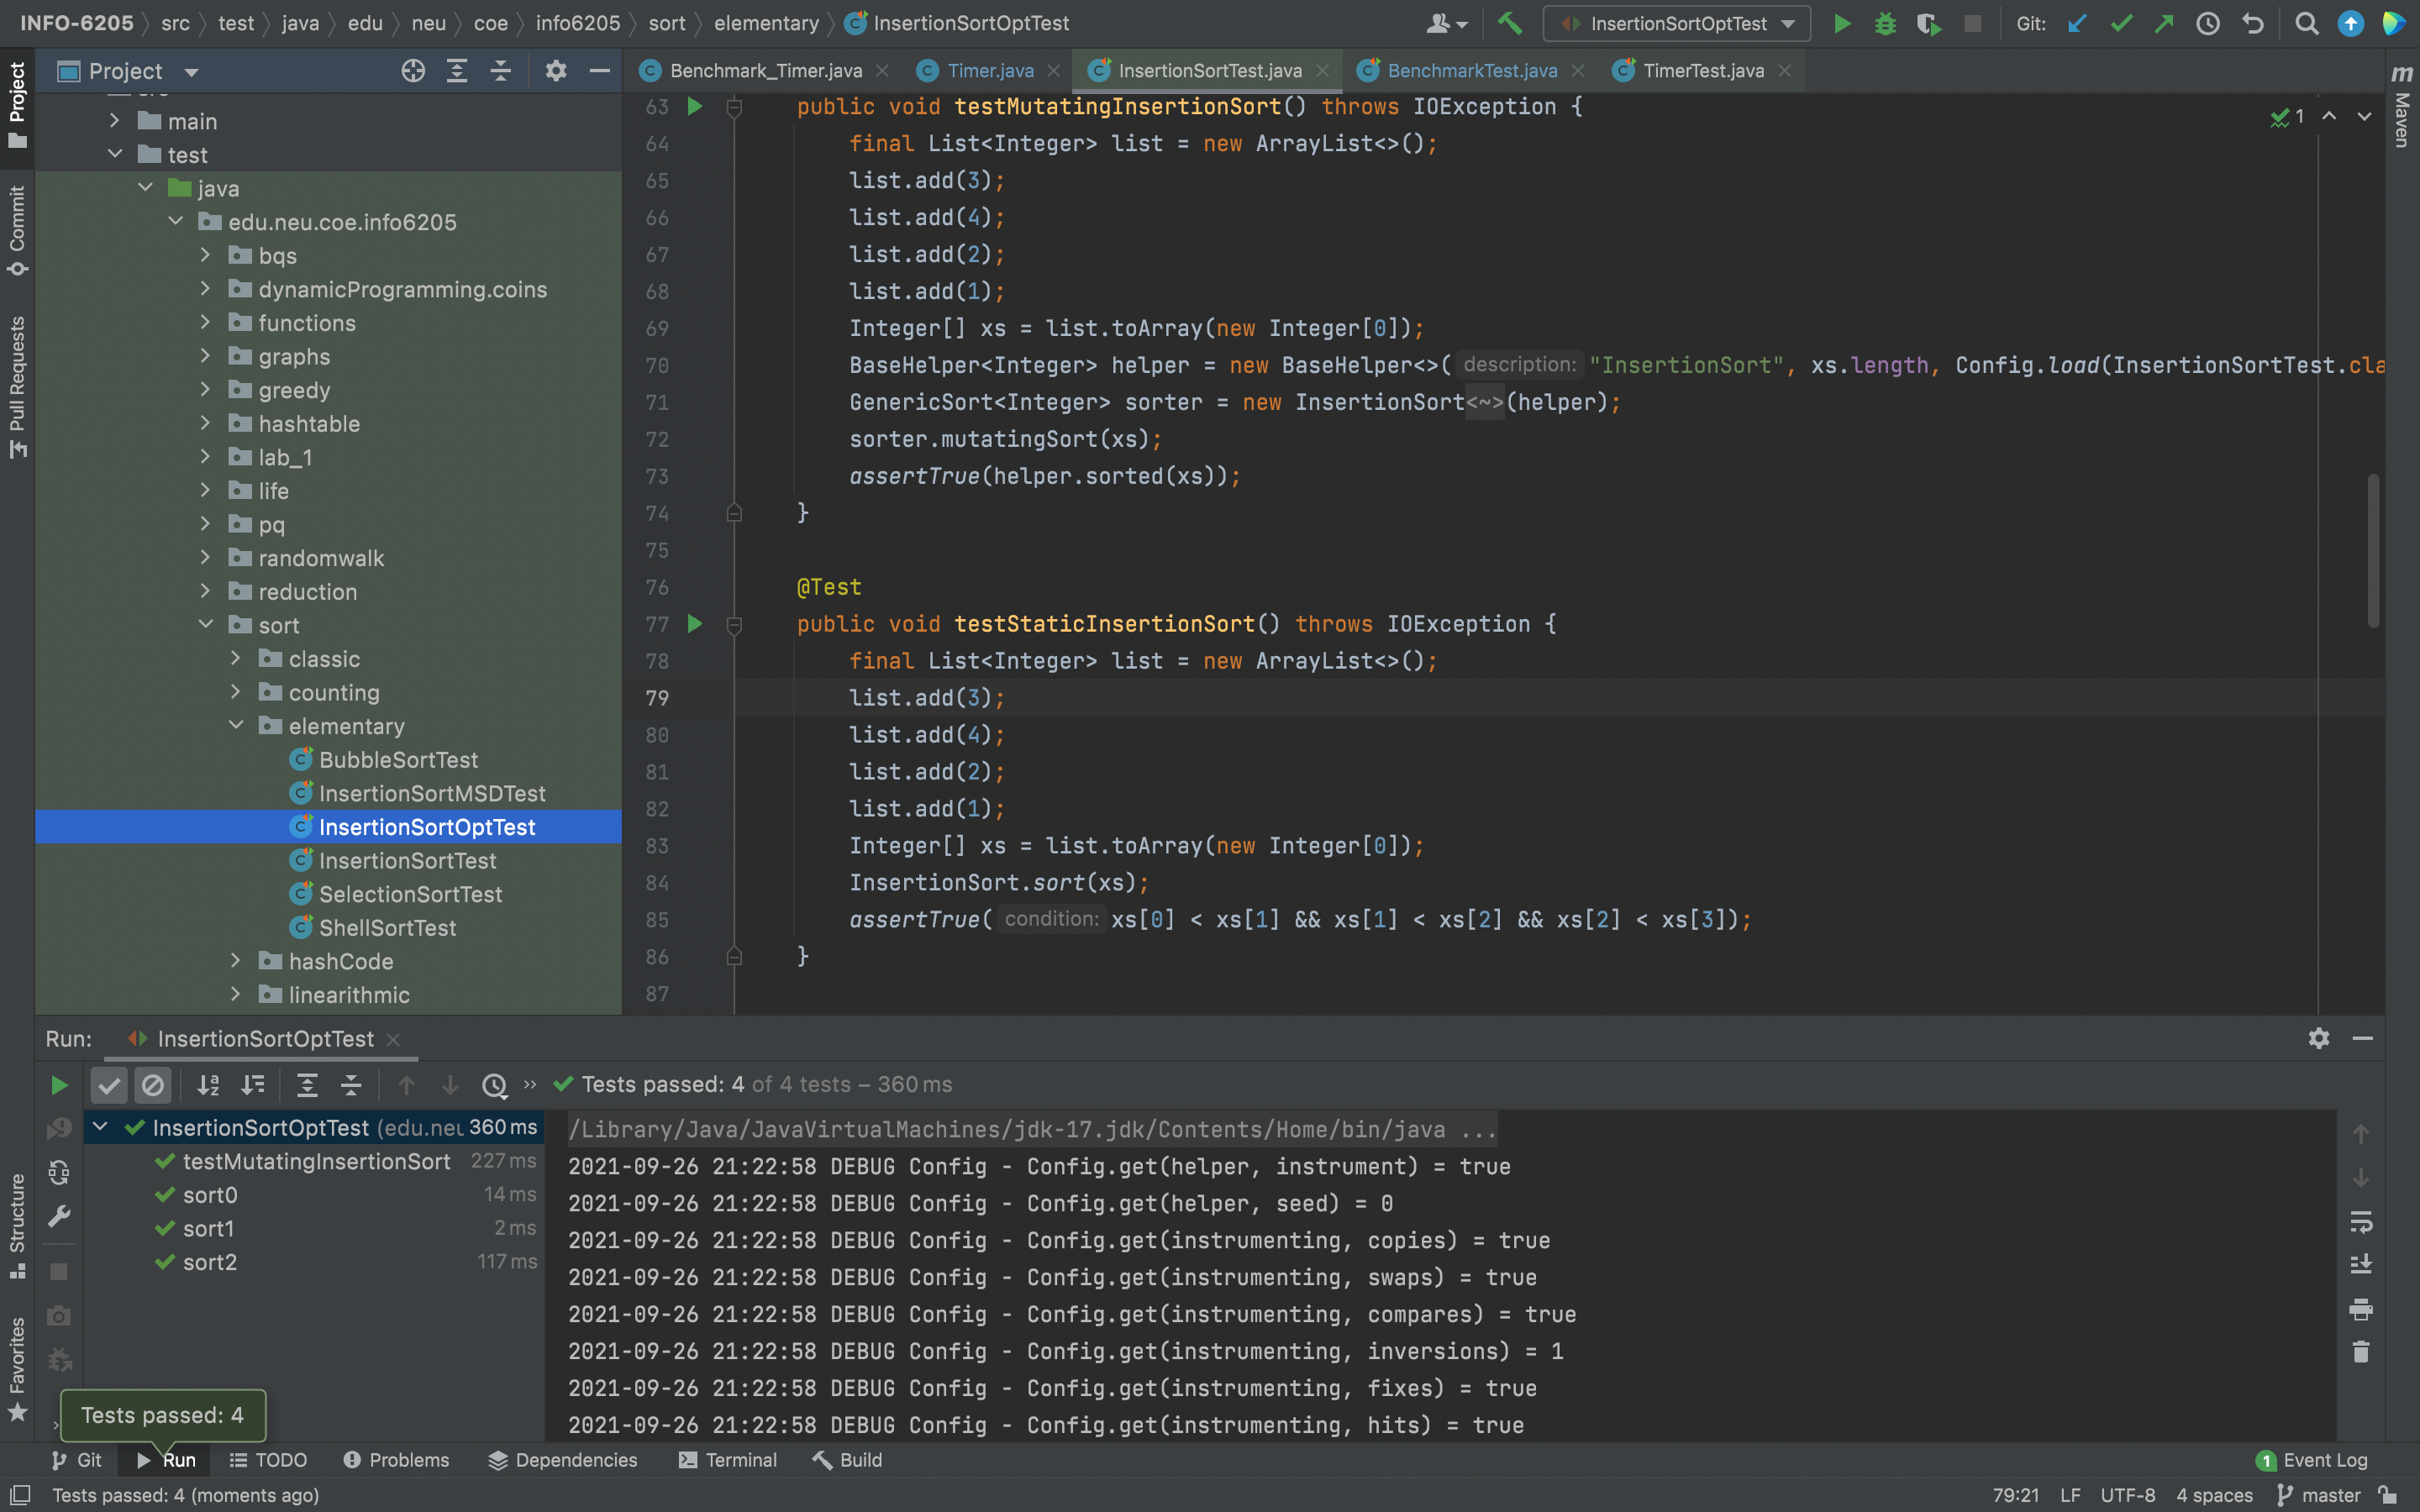 INFO-6205 src test java edu neu coe info6205 sort elementary InsertionSortOptTest
InsertionSortOptTest Git:
Project
Benchmark_Timer.java Timer.java InsertionSortTest.java BenchmarkTest.java TimerTest.java
main
test
java
edu.neu.coe.info6205
bqs
dynamicProgramming.coins
functions
graphs
greedy
hashtable
lab_1
life
pq
randomwalk
reduction
sort
classic
counting
elementary
BubbleSortTest
InsertionSortMSDTest
InsertionSortOptTest
InsertionSortTest
SelectionSortTest
ShellSortTest
hashCode
linearithmic
63 public void testMutatingInsertionSort() throws IOException {
64 final List<Integer> list = new ArrayList<>();
65 list.add(3);
66 list.add(4);
67 list.add(2);
68 list.add(1);
69 Integer[] xs = list.toArray(new Integer[0]);
70 BaseHelper<Integer> helper = new BaseHelper<>( description: "InsertionSort", xs.length, Config.load(InsertionSortTest.cla
71 GenericSort<Integer> sorter = new InsertionSort<~>(helper);
72 sorter.mutatingSort(xs);
73 assertTrue(helper.sorted(xs));
74 }
75
76 @Test
77 public void testStaticInsertionSort() throws IOException {
78 final List<Integer> list = new ArrayList<>();
79 list.add(3);
80 list.add(4);
81 list.add(2);
82 list.add(1);
83 Integer[] xs = list.toArray(new Integer[0]);
84 InsertionSort.sort(xs);
85 assertTrue( condition: xs[0] < xs[1] && xs[1] < xs[2] && xs[2] < xs[3]);
86 }
87
1
Project
Commit
Pull Requests
Structure
Favorites
m Maven
Run: InsertionSortOptTest
Tests passed: 4 of 4 tests – 360 ms
InsertionSortOptTest (edu.neu 360 ms
testMutatingInsertionSort 227 ms
sort0 14 ms
sort1 2 ms
sort2 117 ms
/Library/Java/JavaVirtualMachines/jdk-17.jdk/Contents/Home/bin/java ...
2021-09-26 21:22:58 DEBUG Config - Config.get(helper, instrument) = true
2021-09-26 21:22:58 DEBUG Config - Config.get(helper, seed) = 0
2021-09-26 21:22:58 DEBUG Config - Config.get(instrumenting, copies) = true
2021-09-26 21:22:58 DEBUG Config - Config.get(instrumenting, swaps) = true
2021-09-26 21:22:58 DEBUG Config - Config.get(instrumenting, compares) = true
2021-09-26 21:22:58 DEBUG Config - Config.get(instrumenting, inversions) = 1
2021-09-26 21:22:58 DEBUG Config - Config.get(instrumenting, fixes) = true
2021-09-26 21:22:58 DEBUG Config - Config.get(instrumenting, hits) = true
Tests passed: 4
Git Run TODO Problems Dependencies Terminal Build 1 Event Log
Tests passed: 4 (moments ago) 79:21 LF UTF-8 4 spaces master